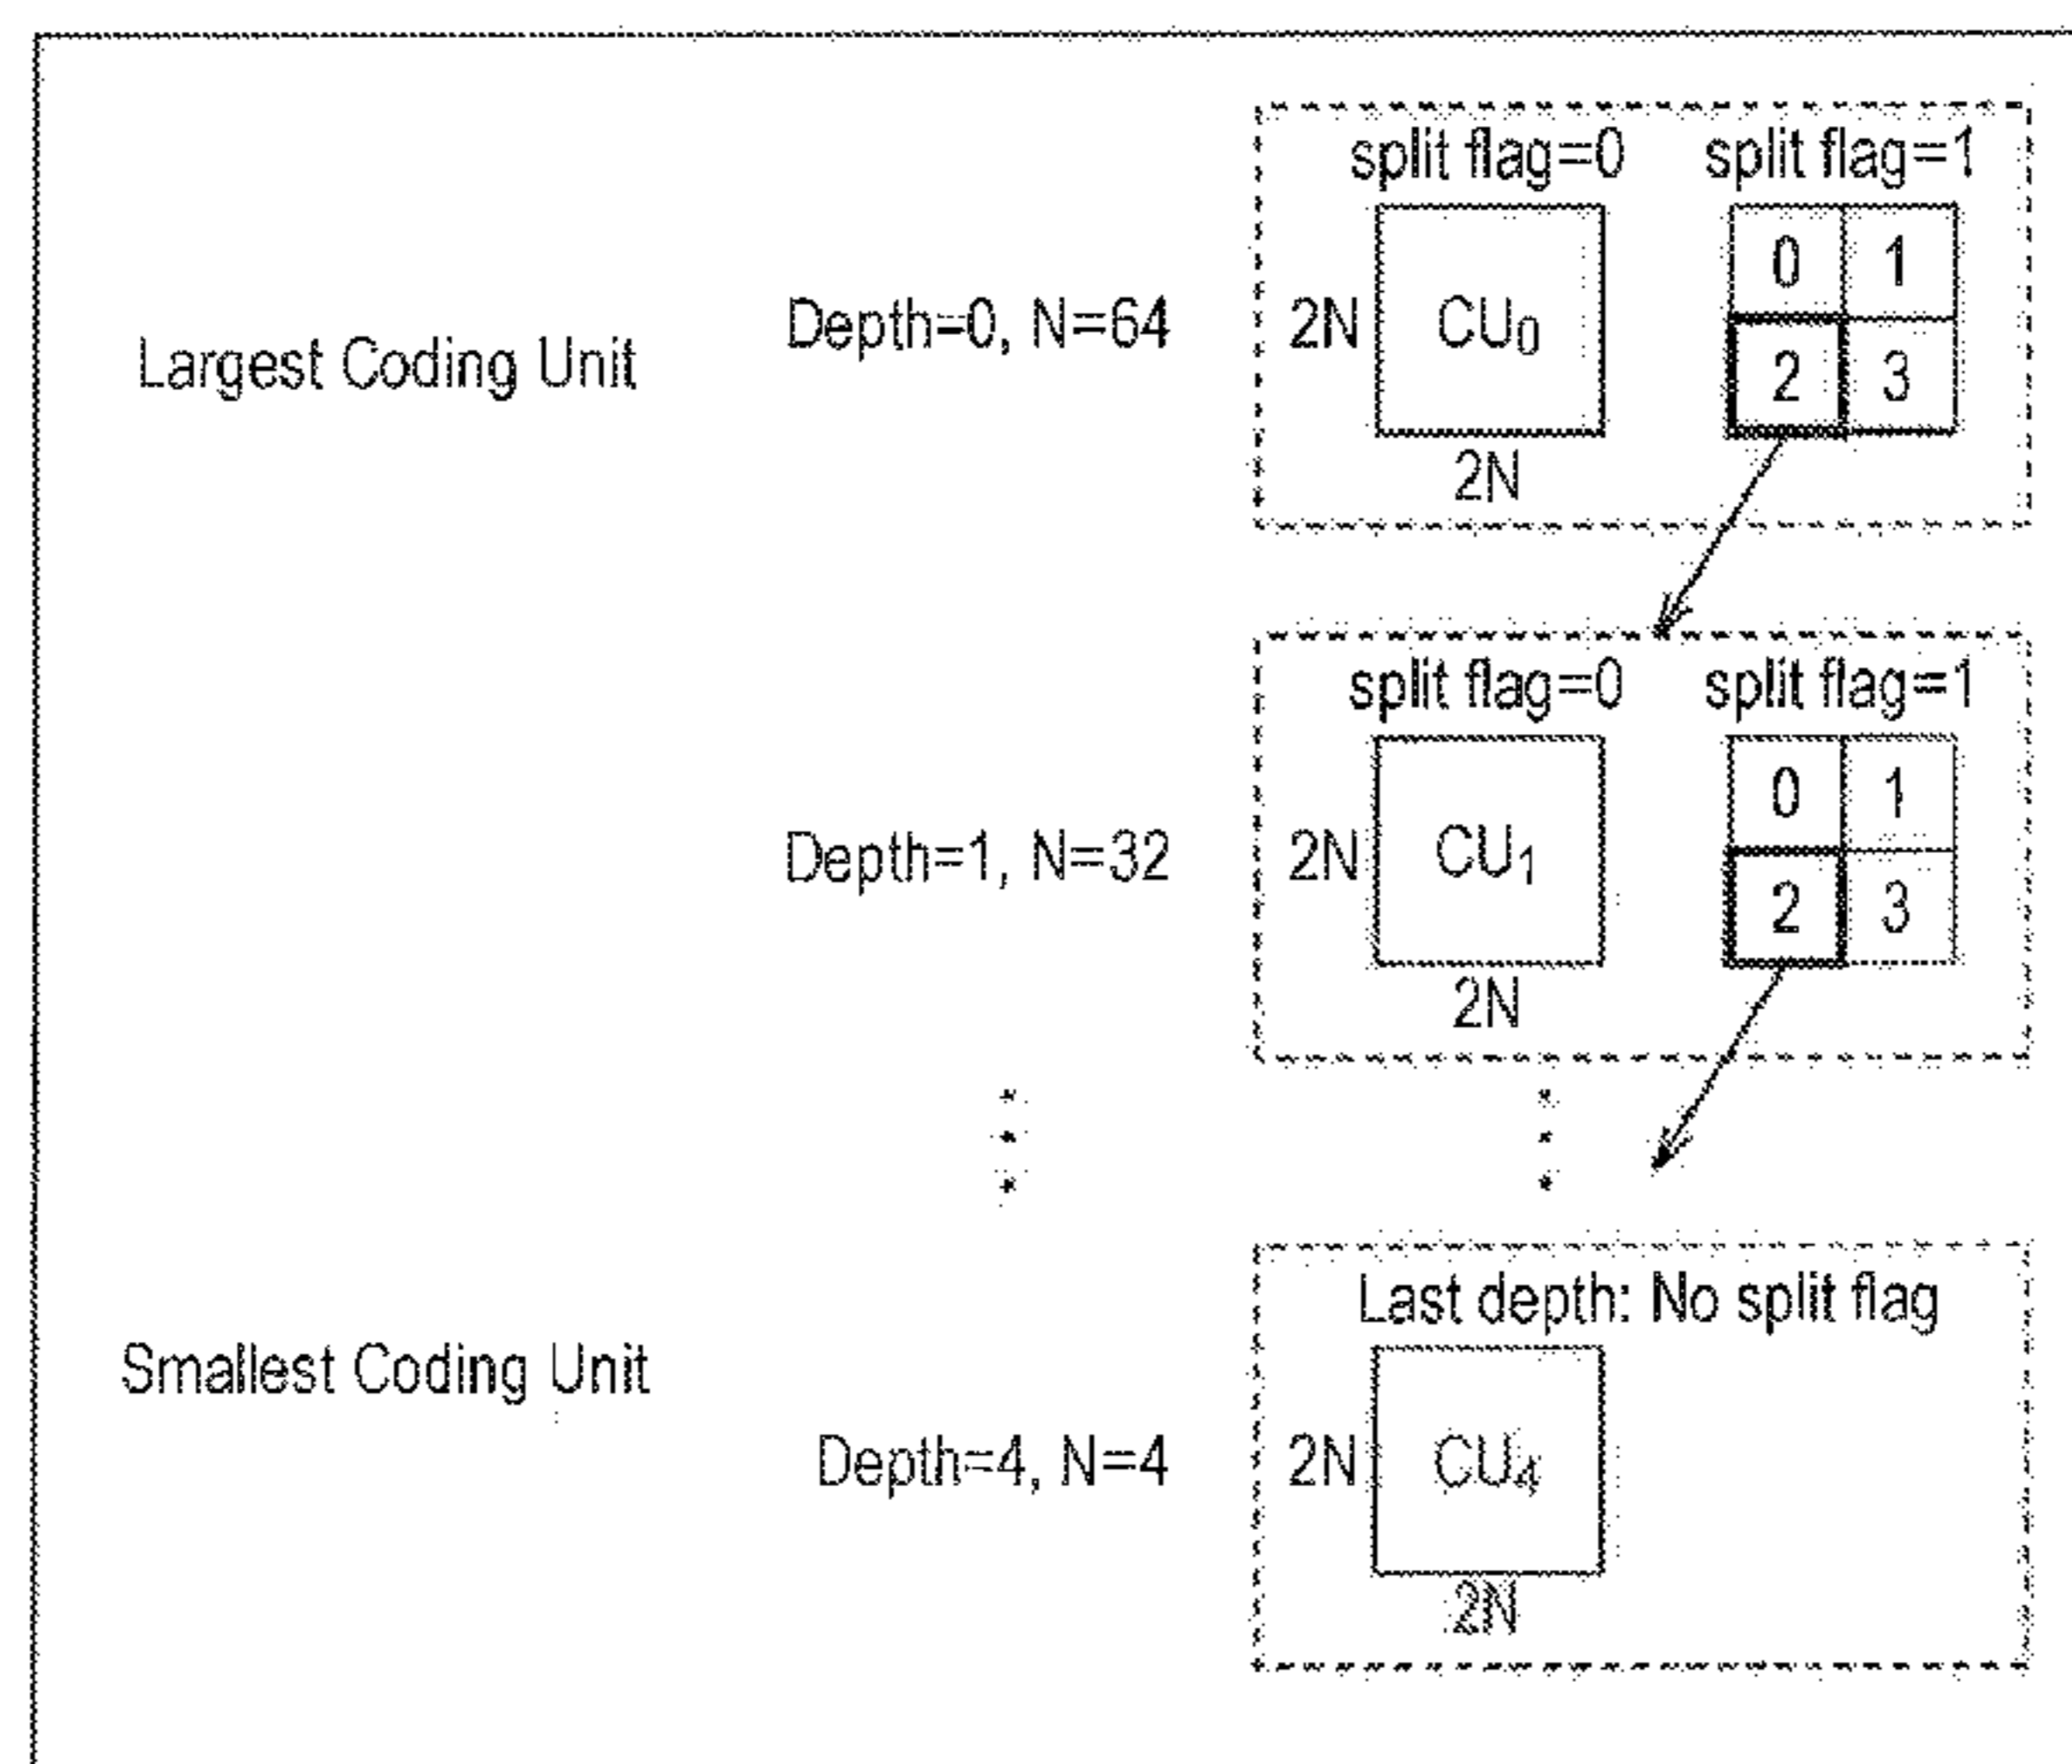 split flag=0 split flag=1
0 1
Largest Coding Unit Depth=0, N=64 2N CU0
2 3
2N
split flag=0 split flag=1
0 1
Depth=1, N=32 2N CU1
2 3
2N
Last depth: No split flag
Smallest Coding Unit
Depth=4, N=4 2N CU4
2N